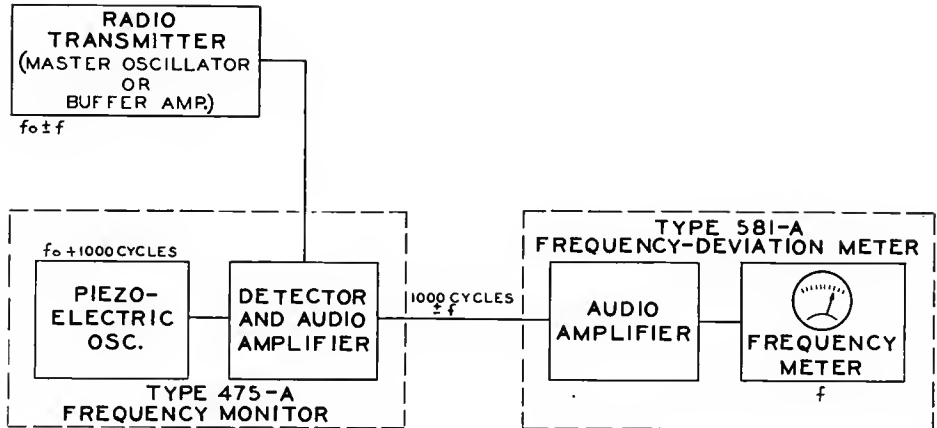 RADIO
TRANSMITTER
(MASTER OSCILLATOR
OR
BUFFER AMP.)
fo ± f
fo + 1000 CYCLES
PIEZO-
ELECTRIC
OSC.
DETECTOR
AND AUDIO
AMPLIFIER
TYPE 475-A
FREQUENCY MONITOR
1000 CYCLES
± f
TYPE 581-A
FREQUENCY-DEVIATION METER
AUDIO
AMPLIFIER
FREQUENCY
METER
f